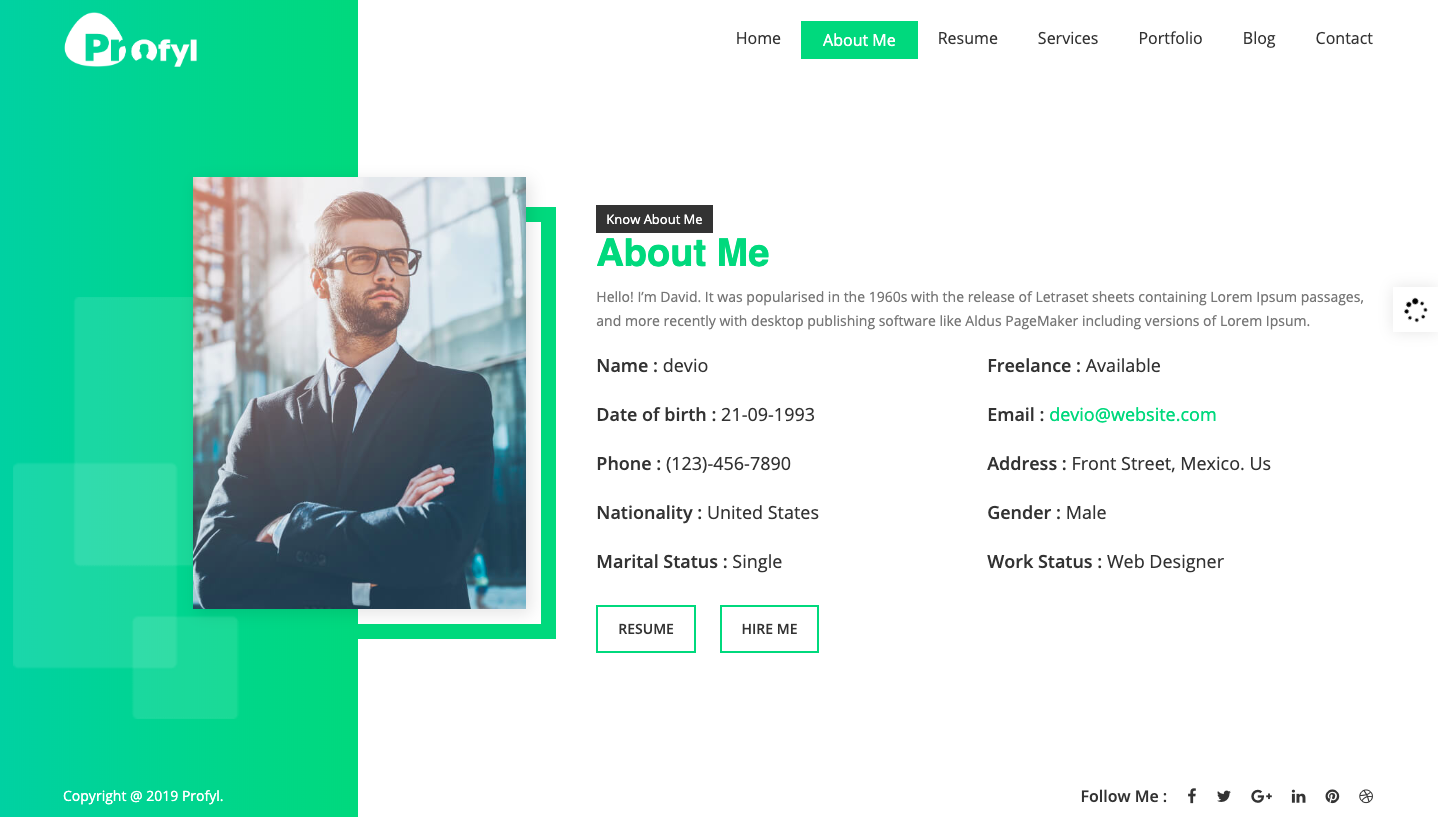 Profyl
Home About Me Resume Services Portfolio Blog Contact
Know About Me
About Me
Hello! I'm David. It was popularised in the 1960s with the release of Letraset sheets containing Lorem Ipsum passages,
and more recently with desktop publishing software like Aldus PageMaker including versions of Lorem Ipsum.
Name : devio
Freelance : Available
Date of birth : 21-09-1993
Email : devio@website.com
Phone : (123)-456-7890
Address : Front Street, Mexico. Us
Nationality : United States
Gender : Male
Marital Status : Single
Work Status : Web Designer
RESUME
HIRE ME
Copyright @ 2019 Profyl.
Follow Me :